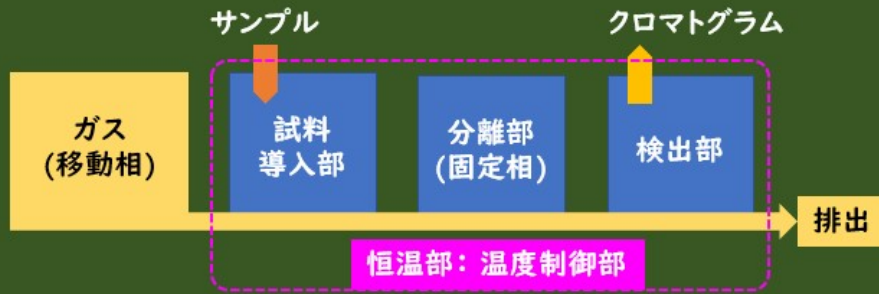 サンプル
クロマトグラム
ガス
(移動相)
試料
導入部
分離部
(固定相)
検出部
排出
恒温部：温度制御部